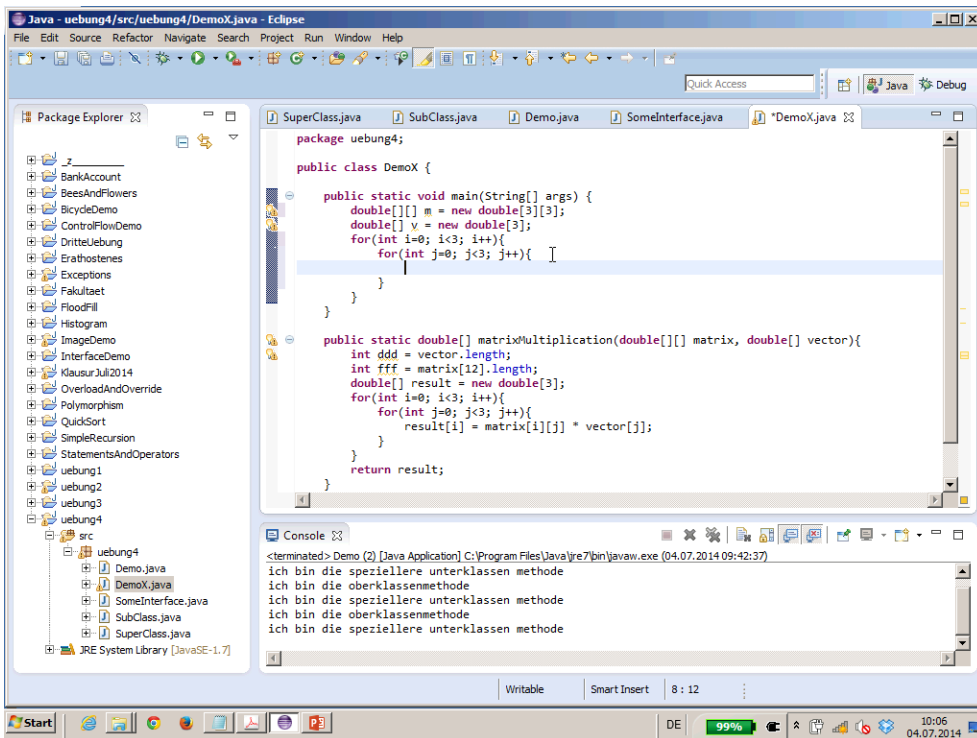 Java - uebung4/src/uebung4/DemoX.java - Eclipse
File Edit Source Refactor Navigate Search Project Run Window Help
Quick Access
Java
Debug
Package Explorer
_z_________
BankAccount
BeesAndFlowers
BicycleDemo
ControlFlowDemo
DritteUebung
Erathostenes
Exceptions
Fakultaet
FloodFill
Histogram
ImageDemo
InterfaceDemo
KlausurJuli2014
OverloadAndOverride
Polymorphism
QuickSort
SimpleRecursion
StatementsAndOperators
uebung1
uebung2
uebung3
uebung4
src
uebung4
Demo.java
DemoX.java
SomeInterface.java
SubClass.java
SuperClass.java
JRE System Library [JavaSE-1.7]
SuperClass.java
SubClass.java
Demo.java
SomeInterface.java
*DemoX.java
package uebung4;
public class DemoX {
public static void main(String[] args) {
double[][] m = new double[3][3];
double[] v = new double[3];
for(int i=0; i<3; i++){
for(int j=0; j<3; j++){
}
}
}
public static double[] matrixMultiplication(double[][] matrix, double[] vector){
int ddd = vector.length;
int fff = matrix[12].length;
double[] result = new double[3];
for(int i=0; i<3; i++){
for(int j=0; j<3; j++){
result[i] = matrix[i][j] * vector[j];
}
}
return result;
}
Console
<terminated> Demo (2) [Java Application] C:\Program Files\Java\jre7\bin\javaw.exe (04.07.2014 09:42:37)
ich bin die speziellere unterklassen methode
ich bin die oberklassenmethode
ich bin die speziellere unterklassen methode
ich bin die oberklassenmethode
ich bin die speziellere unterklassen methode
Writable
Smart Insert
8 : 12
Start
DE
99%
10:06
04.07.2014